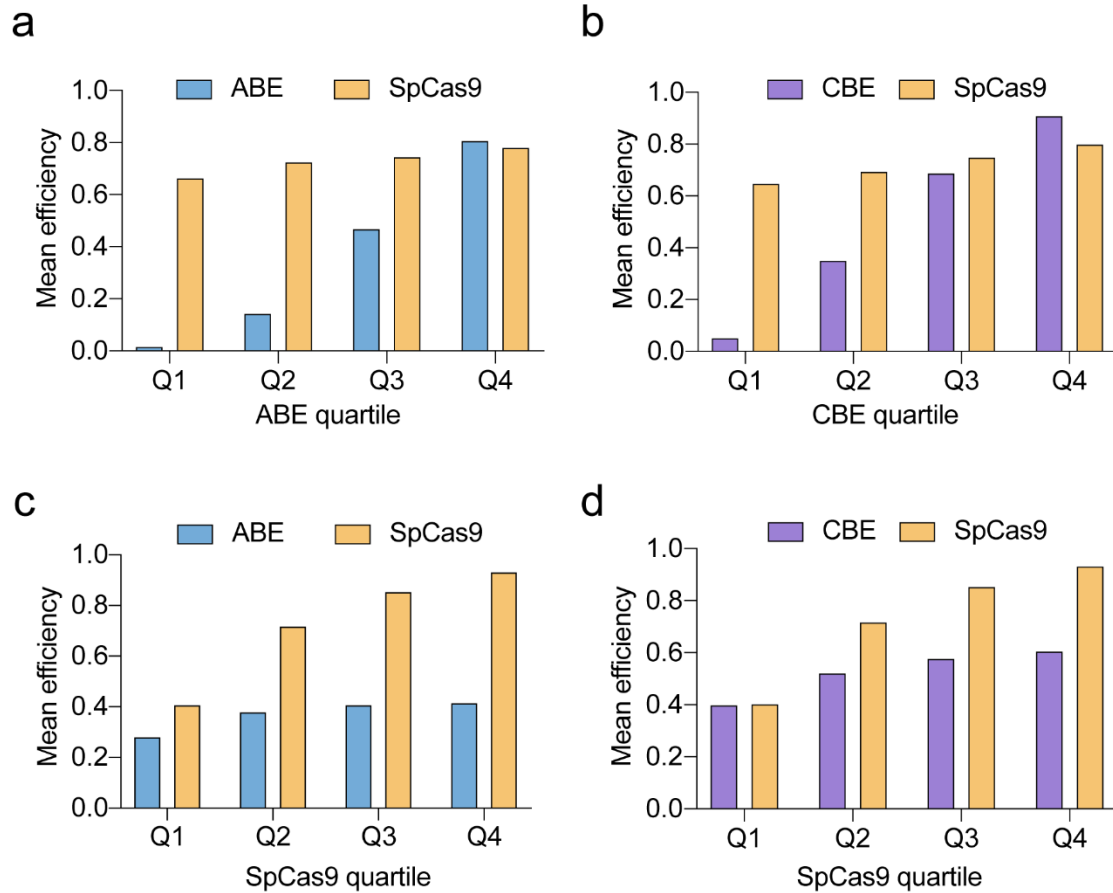 a
ABE SpCas9
Mean efficiency
1.0
0.8
0.6
0.4
0.2
0.0
Q1 Q2 Q3 Q4
ABE quartile
b
CBE SpCas9
Mean efficiency
1.0
0.8
0.6
0.4
0.2
0.0
Q1 Q2 Q3 Q4
CBE quartile
c
ABE SpCas9
Mean efficiency
1.0
0.8
0.6
0.4
0.2
0.0
Q1 Q2 Q3 Q4
SpCas9 quartile
d
CBE SpCas9
Mean efficiency
1.0
0.8
0.6
0.4
0.2
0.0
Q1 Q2 Q3 Q4
SpCas9 quartile